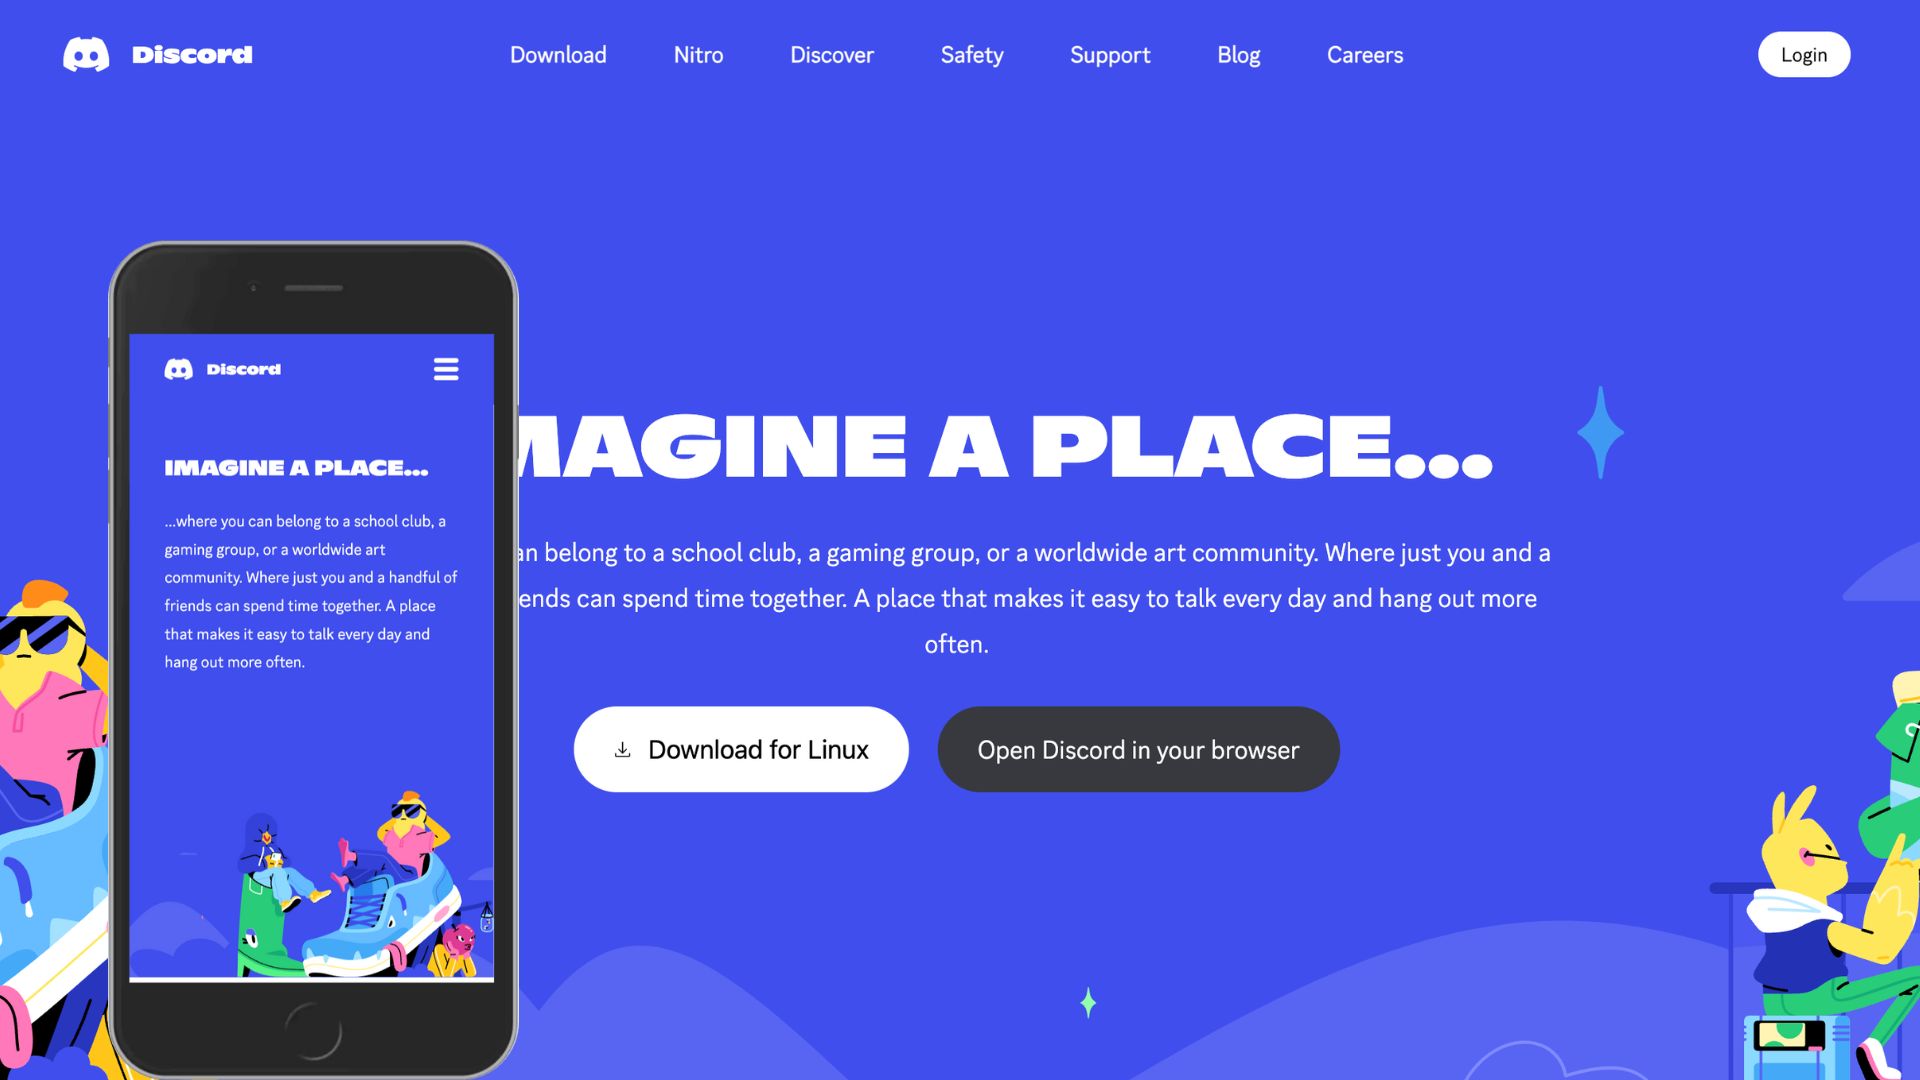 Discord
Download
Nitro
Discover
Safety
Support
Blog
Careers
Login
MAGINE A PLACE...
an belong to a school club, a gaming group, or a worldwide art community. Where just you and a
ends can spend time together. A place that makes it easy to talk every day and hang out more
often.
Download for Linux
Open Discord in your browser
Discord
IMAGINE A PLACE...
...where you can belong to a school club, a
gaming group, or a worldwide art
community. Where just you and a handful of
friends can spend time together. A place
that makes it easy to talk every day and
hang out more often.